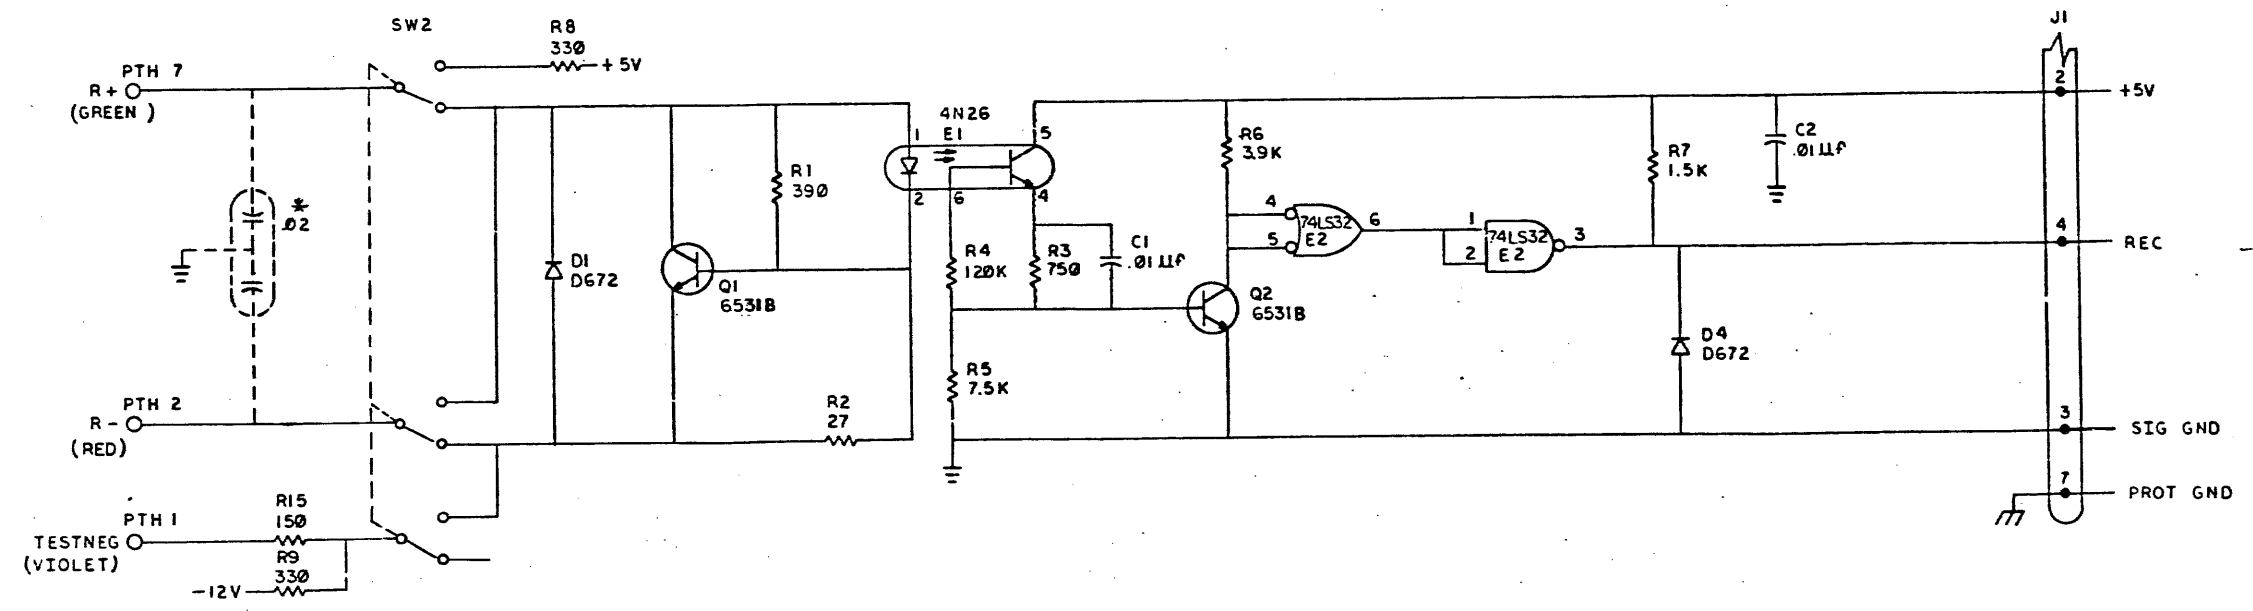 SW2
R8
330
+5V
PTH 7
R+
(GREEN )
* .02
D1
D672
Q1
6531B
R1
390
4N26
E1
1
2
5
4
6
R4
120K
R3
750
C1
.01µf
R5
7.5K
R2
27
Q2
6531B
R6
3.9K
4
5
74LS32
E2
6
1
2
74LS32
E2
3
R7
1.5K
C2
.01µf
D4
D672
J1
2
+5V
4
REC
3
SIG GND
7
PROT GND
PTH 2
R-
(RED)
PTH 1
TESTNEG
(VIOLET)
R15
150
R9
330
-12V